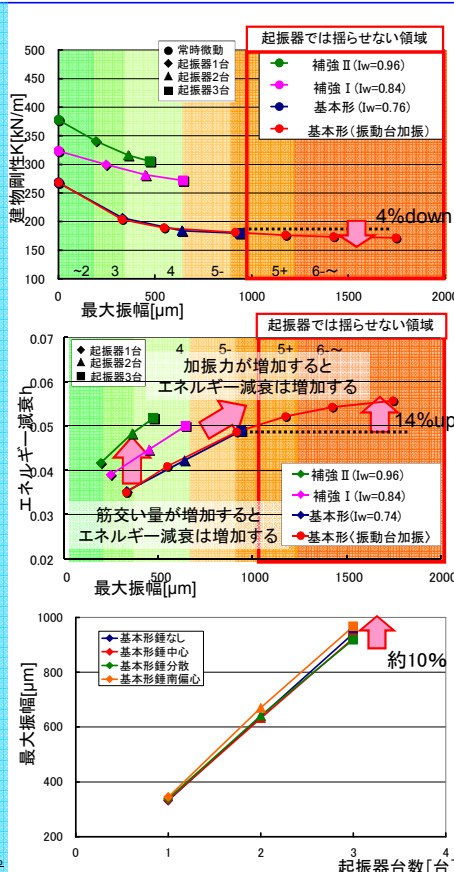 起振器では揺らせない領域
500
450
400
350
300
250
200
150
100
建物剛性K[kN/m]
常時微動
起振器1台
起振器2台
起振器3台
補強Ⅱ(Iw=0.96)
補強Ⅰ(Iw=0.84)
基本形(Iw=0.76)
基本形(振動台加振)
4%down
~2 3 4 5- 5+ 6-~
0 500 1000 1500 2000
最大振幅[μm]
起振器では揺らせない領域
0.07
0.06
0.05
0.04
0.03
0.02
エネルギー減衰h
起振器1台
起振器2台
起振器3台
4 5- 5+ 6-~
加振力が増加すると
エネルギー減衰は増加する
14%up
筋交い量が増加すると
エネルギー減衰は増加する
補強Ⅱ(Iw=0.96)
補強Ⅰ(Iw=0.84)
基本形(Iw=0.74)
基本形(振動台加振)
0 500 1000 1500 2000
最大振幅[μm]
1000
800
600
400
200
最大振幅[μm]
基本形錘なし
基本形錘中心
基本形錘分散
基本形錘南偏心
約10%
0 1 2 3 4
起振器台数[台]